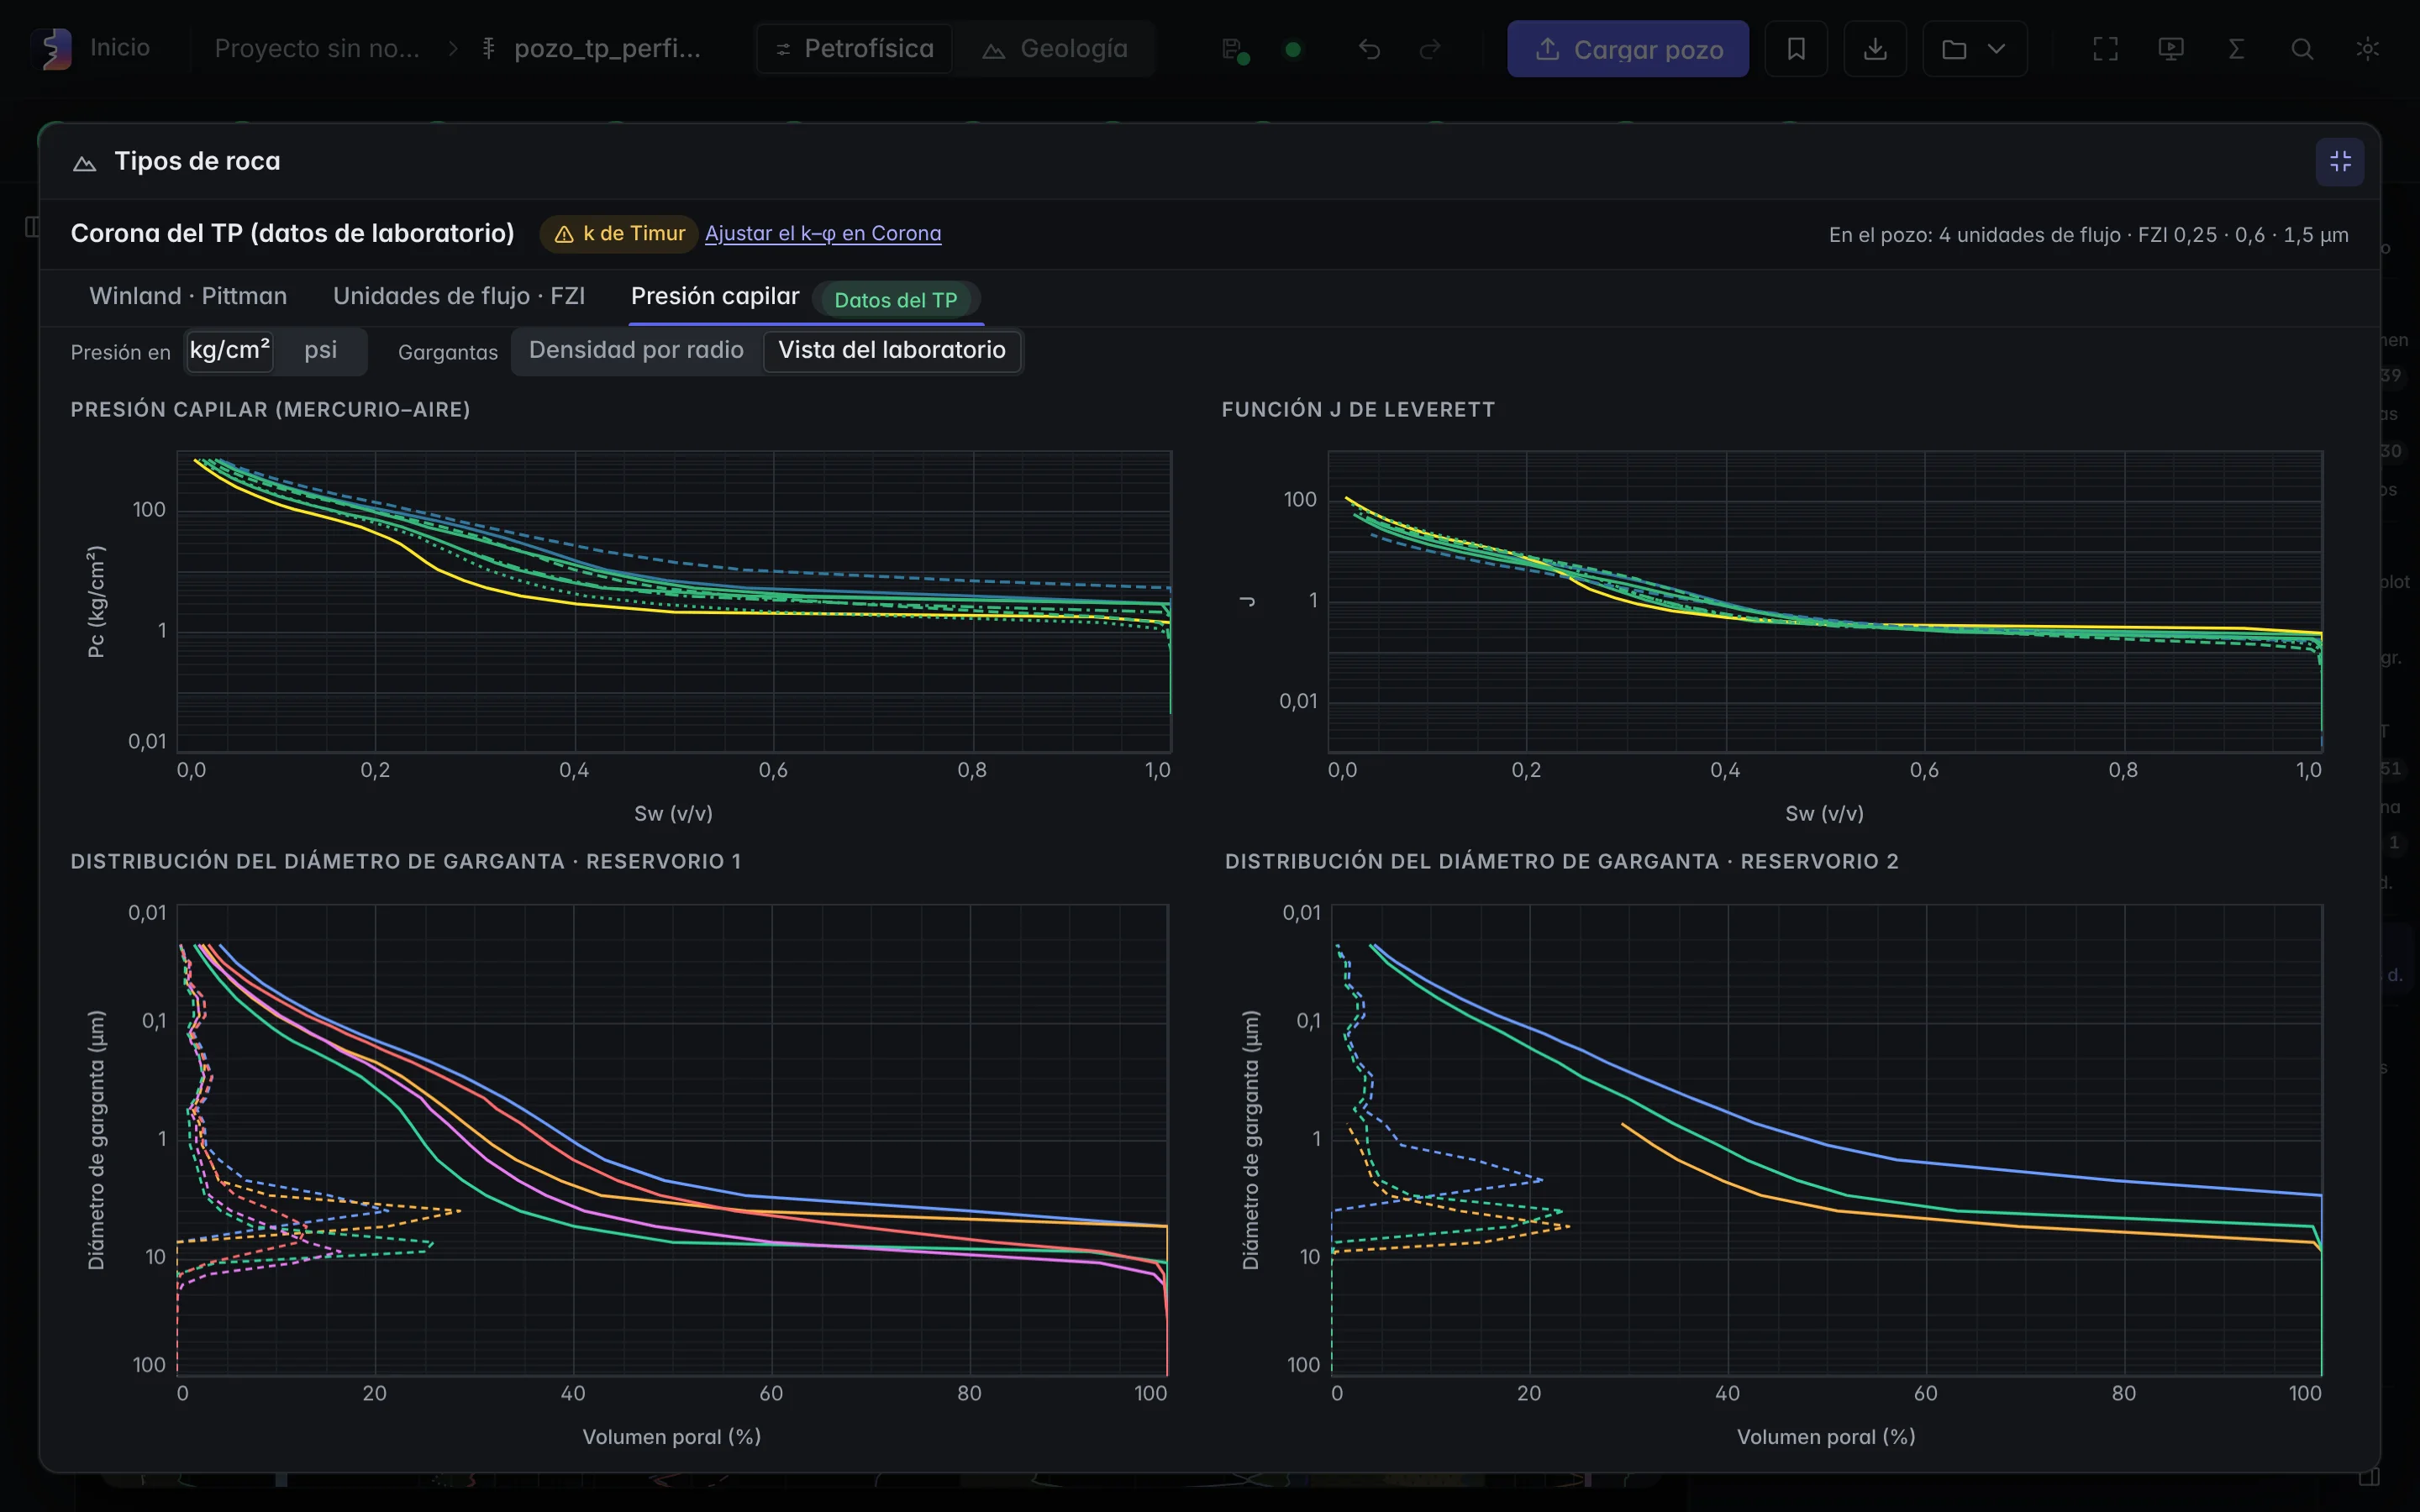 Inicio
Proyecto sin no...
pozo_tp_perfi...
Petrofísica
Geología
Cargar pozo
Tipos de roca
Corona del TP (datos de laboratorio)
k de Timur
Ajustar el k–φ en Corona
En el pozo: 4 unidades de flujo · FZI 0,25 · 0,6 · 1,5 µm
Winland · Pittman
Unidades de flujo · FZI
Presión capilar
Datos del TP
Presión en
kg/cm²
psi
Gargantas
Densidad por radio
Vista del laboratorio
PRESIÓN CAPILAR (MERCURIO–AIRE)
100
1
0,01
Pc (kg/cm²)
0,0 0,2 0,4 0,6 0,8 1,0
Sw (v/v)
FUNCIÓN J DE LEVERETT
100
1
0,01
J
0,0 0,2 0,4 0,6 0,8 1,0
Sw (v/v)
DISTRIBUCIÓN DEL DIÁMETRO DE GARGANTA · RESERVORIO 1
0,01
0,1
1
10
100
Diámetro de garganta (µm)
0 20 40 60 80 100
Volumen poral (%)
DISTRIBUCIÓN DEL DIÁMETRO DE GARGANTA · RESERVORIO 2
0,01
0,1
1
10
100
Diámetro de garganta (µm)
0 20 40 60 80 100
Volumen poral (%)